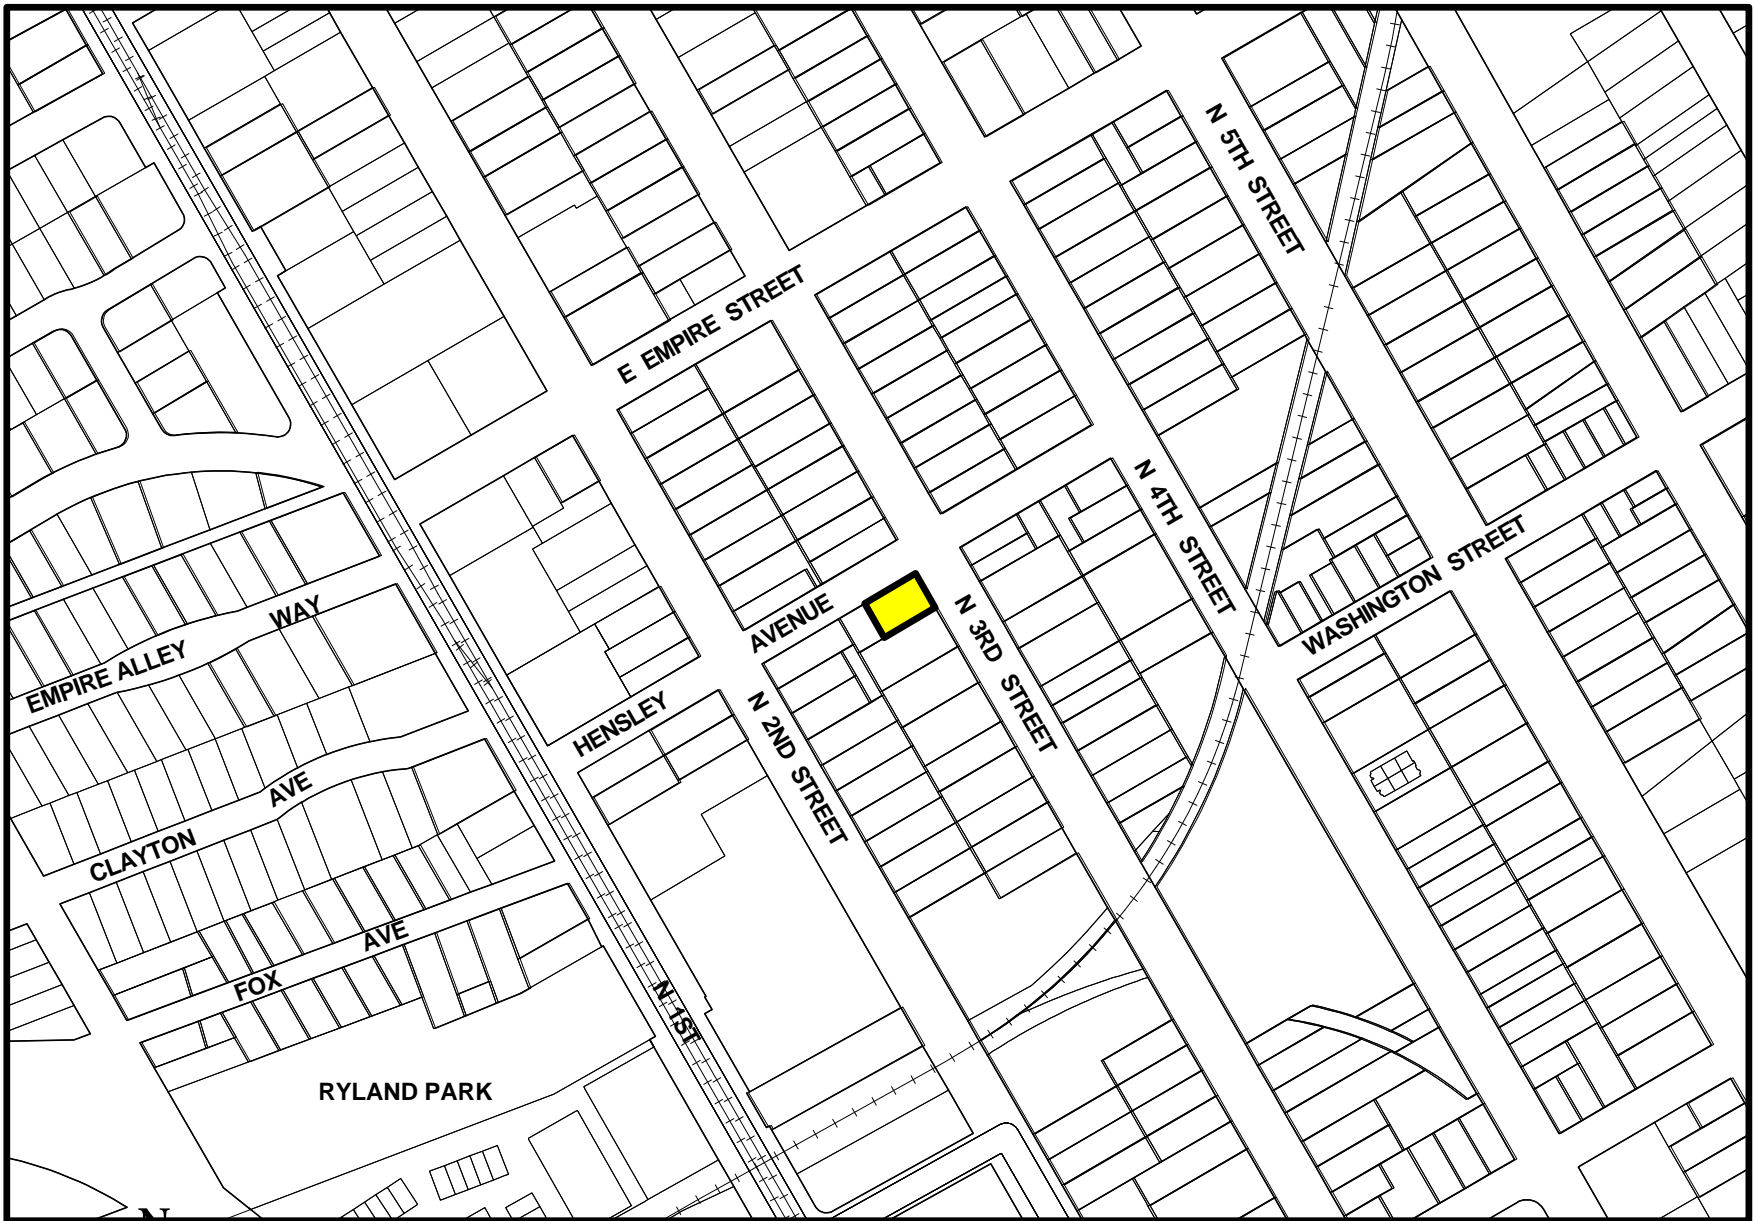 N 5TH STREET
E EMPIRE STREET
N 4TH STREET
WASHINGTON STREET
HENSLEY AVENUE
N 3RD STREET
EMPIRE ALLEY WAY
N 2ND STREET
CLAYTON AVE
FOX AVE
N 1ST
RYLAND PARK
N